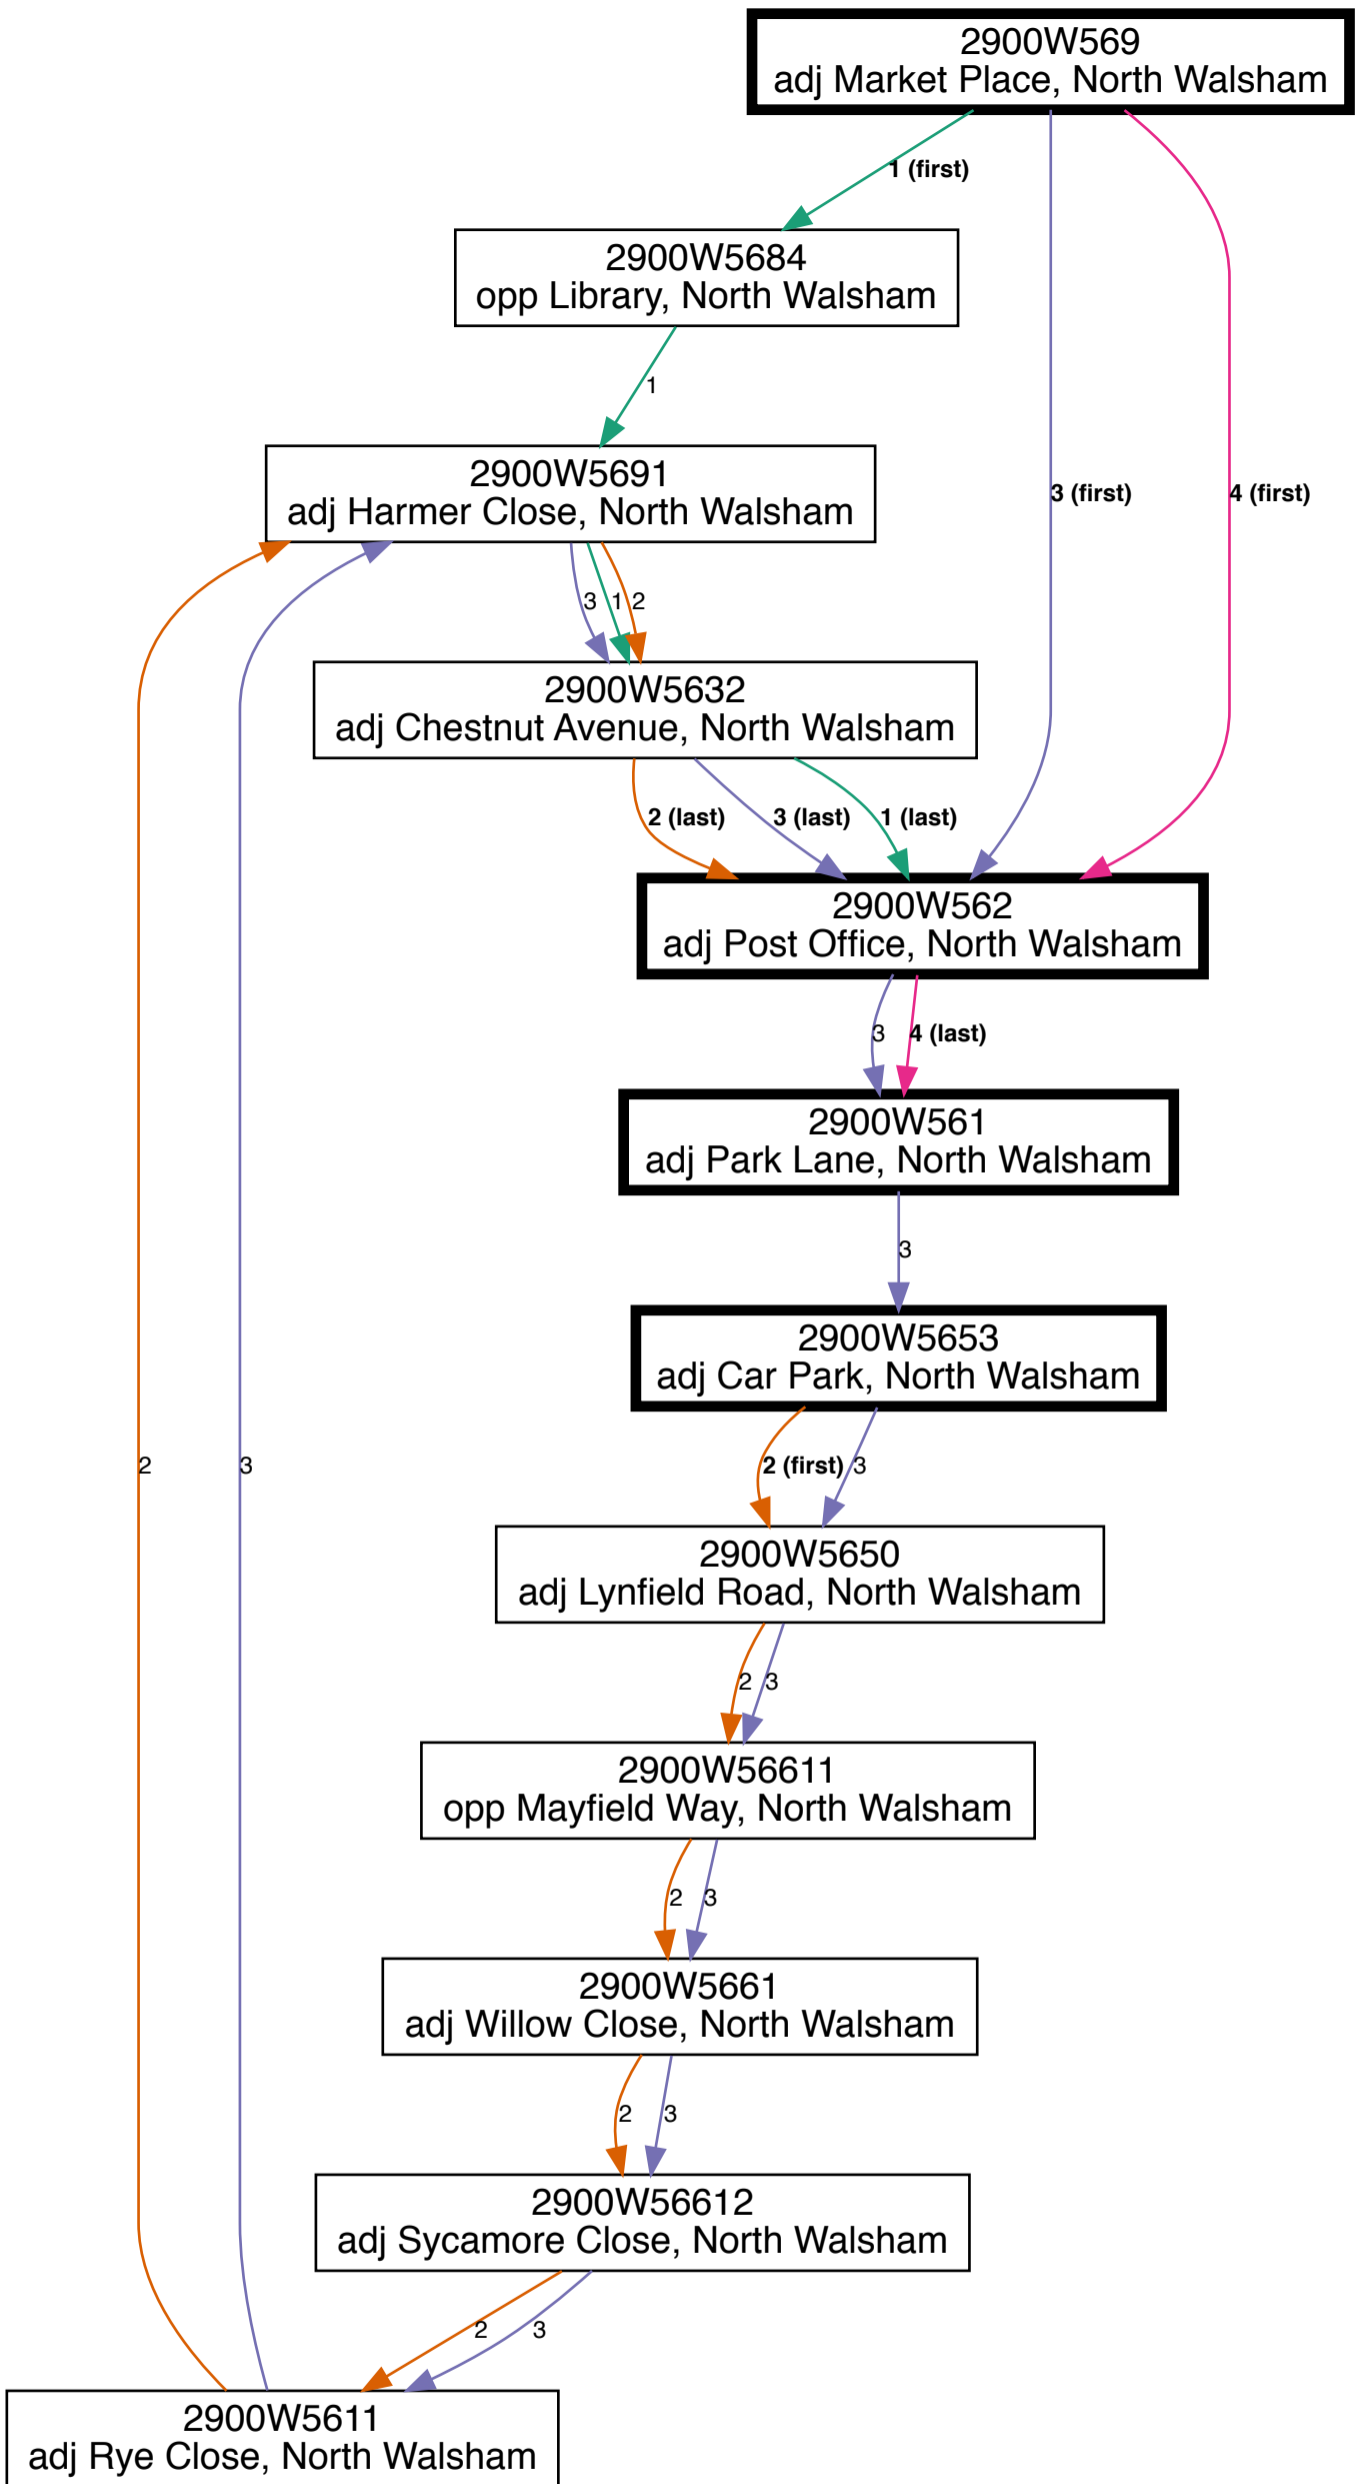 2900W569
adj Market Place, North Walsham
1 (first)
2900W5684
opp Library, North Walsham
1
2900W5691
adj Harmer Close, North Walsham
3 (first)
4 (first)
3
1
2
2900W5632
adj Chestnut Avenue, North Walsham
2 (last)
3 (last)
1 (last)
2900W562
adj Post Office, North Walsham
3
4 (last)
2900W561
adj Park Lane, North Walsham
3
2900W5653
adj Car Park, North Walsham
2
3
2 (first)
3
2900W5650
adj Lynfield Road, North Walsham
2
3
2900W56611
opp Mayfield Way, North Walsham
2
3
2900W5661
adj Willow Close, North Walsham
2
3
2900W56612
adj Sycamore Close, North Walsham
2
3
2900W5611
adj Rye Close, North Walsham